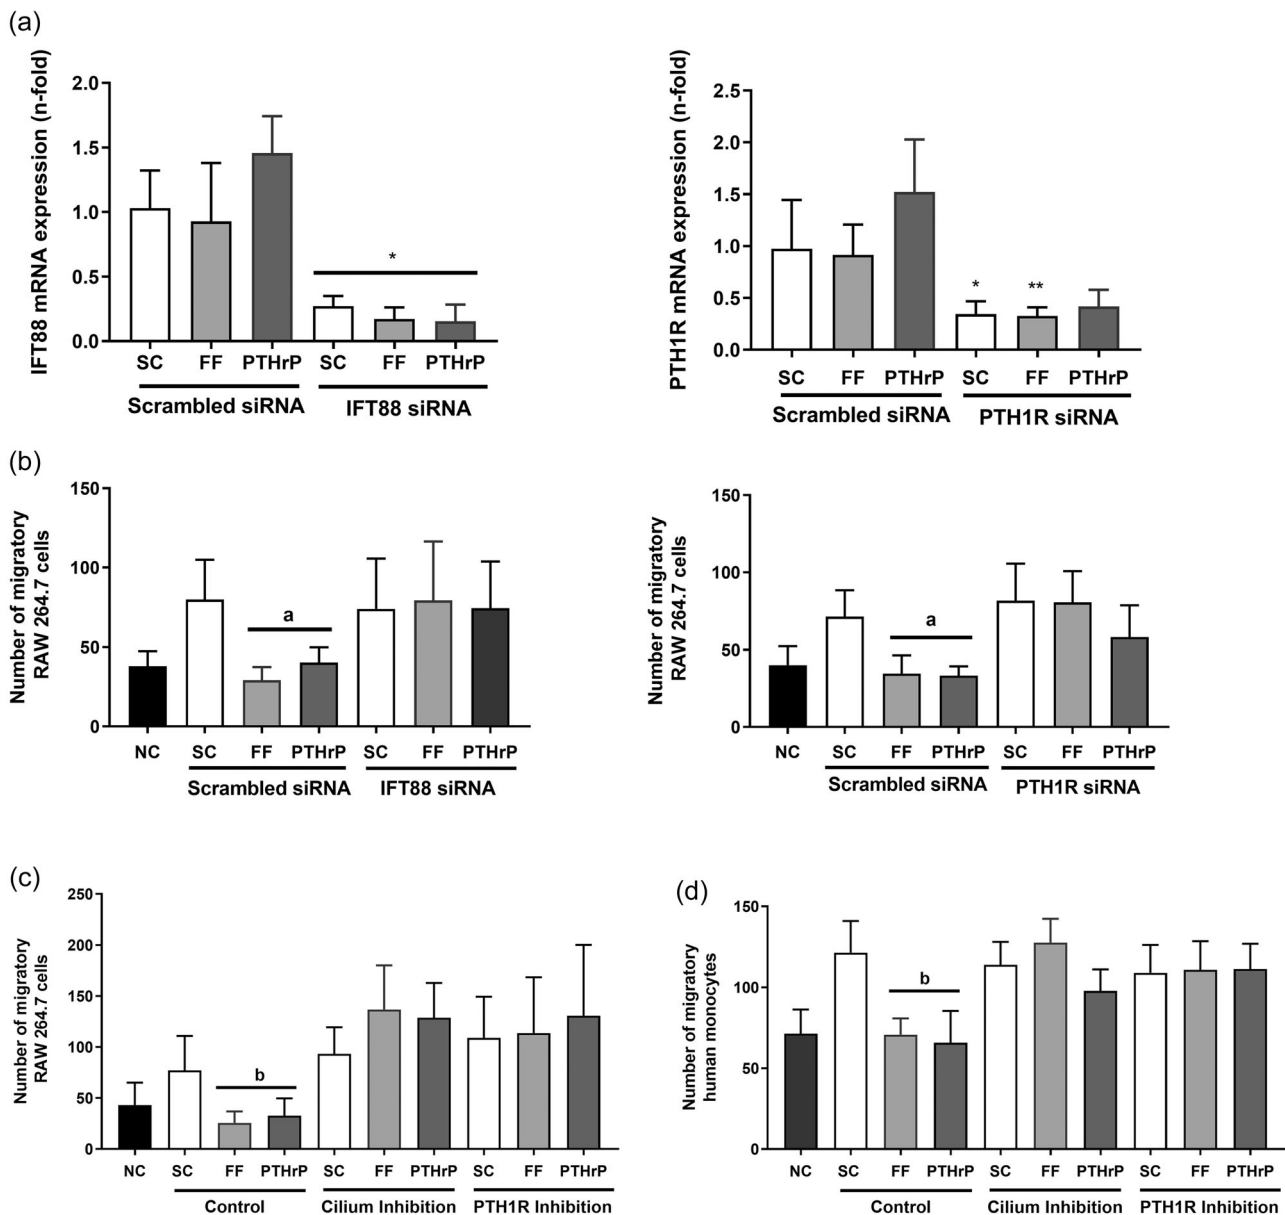 (a)
IFT88 mRNA expression (n-fold)
2.0
1.5
1.0
0.5
0.0
*
SC FF PTHrP SC FF PTHrP
Scrambled siRNA IFT88 siRNA
PTH1R mRNA expression (n-fold)
2.5
2.0
1.5
1.0
0.5
0.0
* **
SC FF PTHrP SC FF PTHrP
Scrambled siRNA PTH1R siRNA
(b)
Number of migratory
RAW 264.7 cells
150
100
50
0
a
NC SC FF PTHrP SC FF PTHrP
Scrambled siRNA IFT88 siRNA
Number of migratory
RAW 264.7 cells
150
100
50
0
a
NC SC FF PTHrP SC FF PTHrP
Scrambled siRNA PTH1R siRNA
(c)
Number of migratory
RAW 264.7 cells
250
200
150
100
50
0
b
NC SC FF PTHrP SC FF PTHrP SC FF PTHrP
Control Cilium Inhibition PTH1R Inhibition
(d)
Number of migratory
human monocytes
150
100
50
0
b
NC SC FF PTHrP SC FF PTHrP SC FF PTHrP
Control Cilium Inhibition PTH1R Inhibition